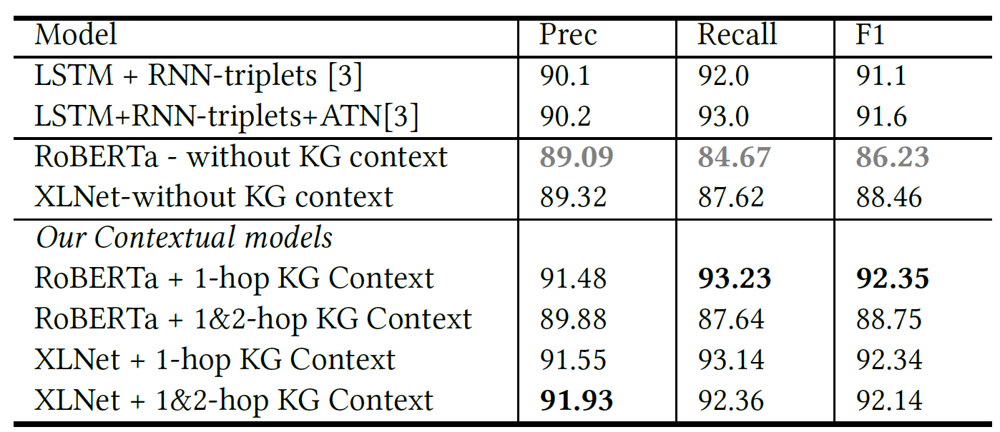 Model Prec Recall F1
LSTM + RNN-triplets [3] 90.1 92.0 91.1
LSTM+RNN-triplets+ATN[3] 90.2 93.0 91.6
RoBERTa - without KG context 89.09 84.67 86.23
XLNet-without KG context 89.32 87.62 88.46
Our Contextual models
RoBERTa + 1-hop KG Context 91.48 93.23 92.35
RoBERTa + 1&2-hop KG Context 89.88 87.64 88.75
XLNet + 1-hop KG Context 91.55 93.14 92.34
XLNet + 1&2-hop KG Context 91.93 92.36 92.14